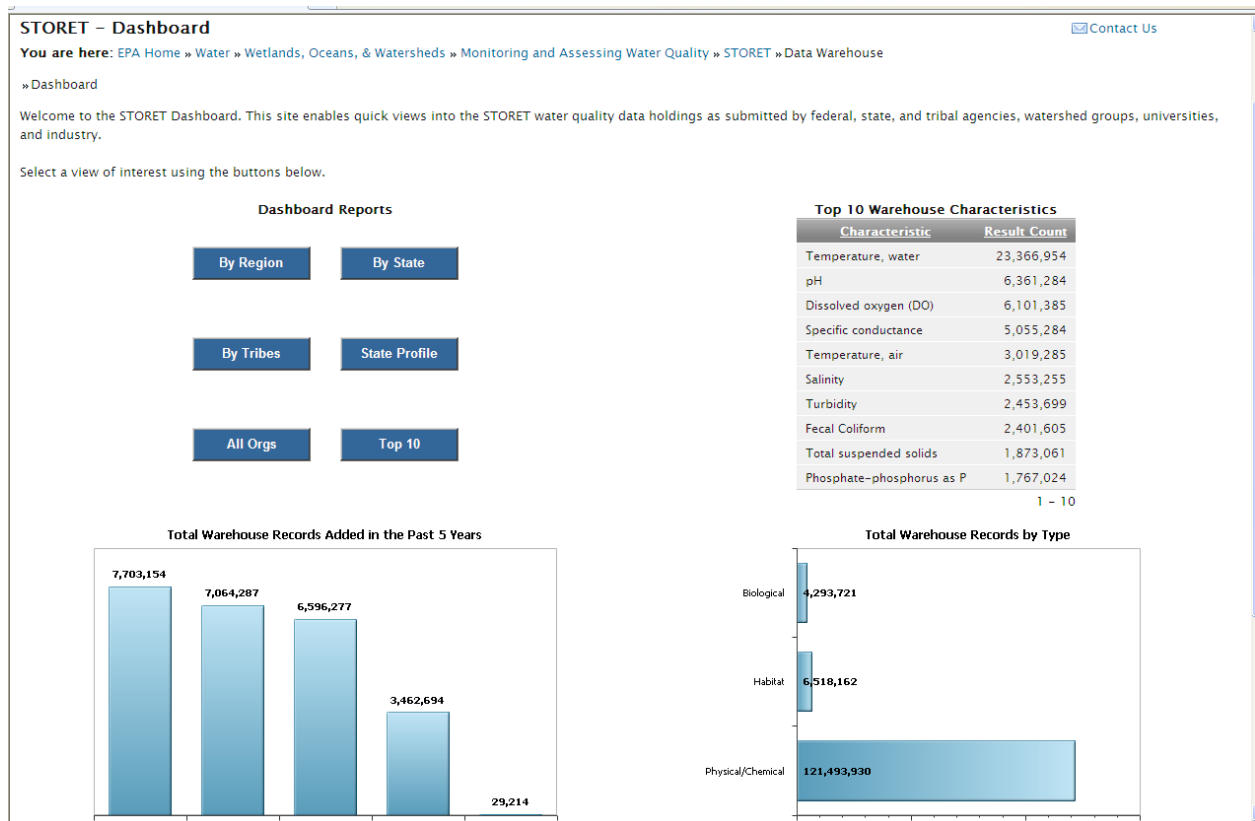 STORET – Dashboard
Contact Us
You are here: EPA Home » Water » Wetlands, Oceans, & Watersheds » Monitoring and Assessing Water Quality » STORET » Data Warehouse
» Dashboard
Welcome to the STORET Dashboard. This site enables quick views into the STORET water quality data holdings as submitted by federal, state, and tribal agencies, watershed groups, universities,
and industry.
Select a view of interest using the buttons below.
Dashboard Reports
By Region
By State
By Tribes
State Profile
All Orgs
Top 10
Top 10 Warehouse Characteristics
Characteristic Result Count
Temperature, water 23,366,954
pH 6,361,284
Dissolved oxygen (DO) 6,101,385
Specific conductance 5,055,284
Temperature, air 3,019,285
Salinity 2,553,255
Turbidity 2,453,699
Fecal Coliform 2,401,605
Total suspended solids 1,873,061
Phosphate-phosphorus as P 1,767,024
1 – 10
Total Warehouse Records Added in the Past 5 Years
7,703,154
7,064,287
6,596,277
3,462,694
29,214
Total Warehouse Records by Type
Biological 4,293,721
Habitat 6,518,162
Physical/Chemical 121,493,930